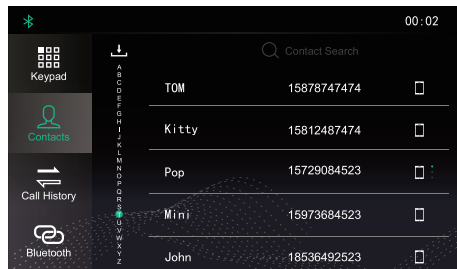 00:02
Keypad
Contacts
Call History
Bluetooth
A
B
C
D
E
F
G
H
I
J
K
L
M
N
O
P
Q
R
S
T
U
V
W
X
Y
Z
Contact Search
TOM 15878747474
Kitty 15812487474
Pop 15729084523
Mini 15973684523
John 18536492523